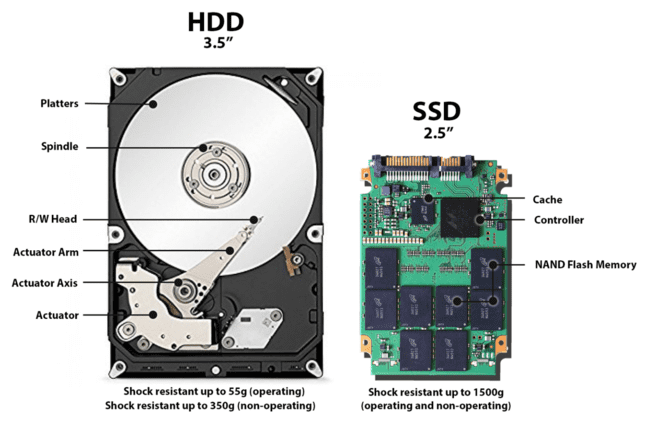 HDD
3.5”
Platters
Spindle
R/W Head
Actuator Arm
Actuator Axis
Actuator
Shock resistant up to 55g (operating)
Shock resistant up to 350g (non-operating)
SSD
2.5”
Cache
Controller
NAND Flash Memory
Shock resistant up to 1500g
(operating and non-operating)